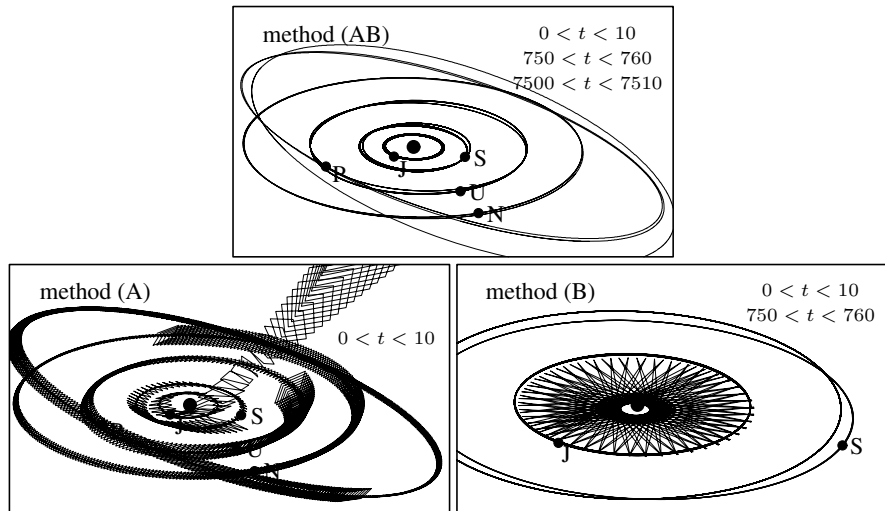 method (AB)
0 < t < 10
750 < t < 760
7500 < t < 7510
J
S
P
U
N
method (A)
0 < t < 10
J
S
U
N
method (B)
0 < t < 10
750 < t < 760
J
S